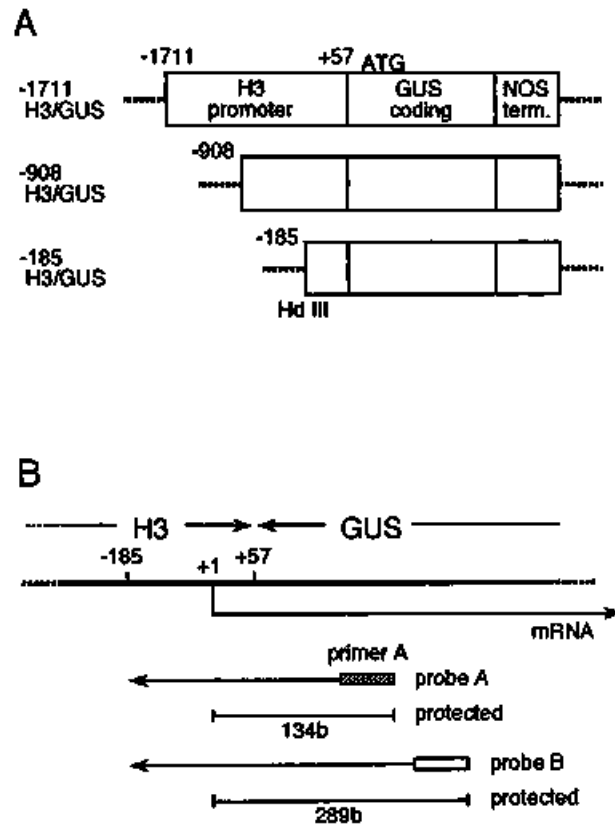 A
-1711
+57
ATG
-1711
H3/GUS
H3
promoter
GUS
coding
NOS
term.
-908
-908
H3/GUS
-185
-185
H3/GUS
Hd III
B
H3
GUS
-185
+1
+57
mRNA
primer A
probe A
134b
protected
probe B
289b
protected